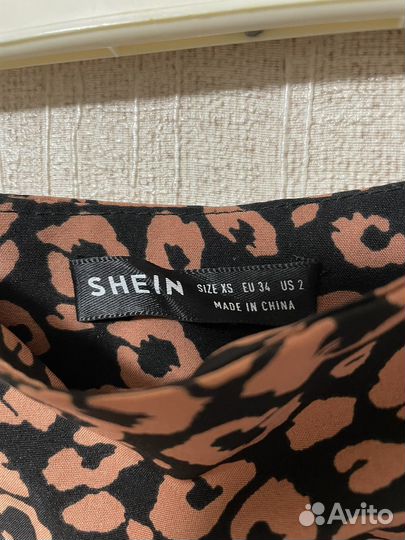 SHEIN SIZE XS EU 34 US 2
MADE IN CHINA
Avito